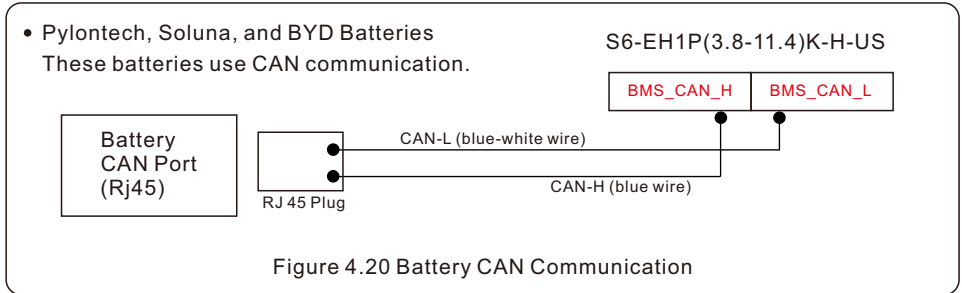 • Pylontech, Soluna, and BYD Batteries
These batteries use CAN communication.
S6-EH1P(3.8-11.4)K-H-US
BMS_CAN_H
BMS_CAN_L
Battery
CAN Port
(Rj45)
RJ 45 Plug
CAN-L (blue-white wire)
CAN-H (blue wire)
Figure 4.20 Battery CAN Communication